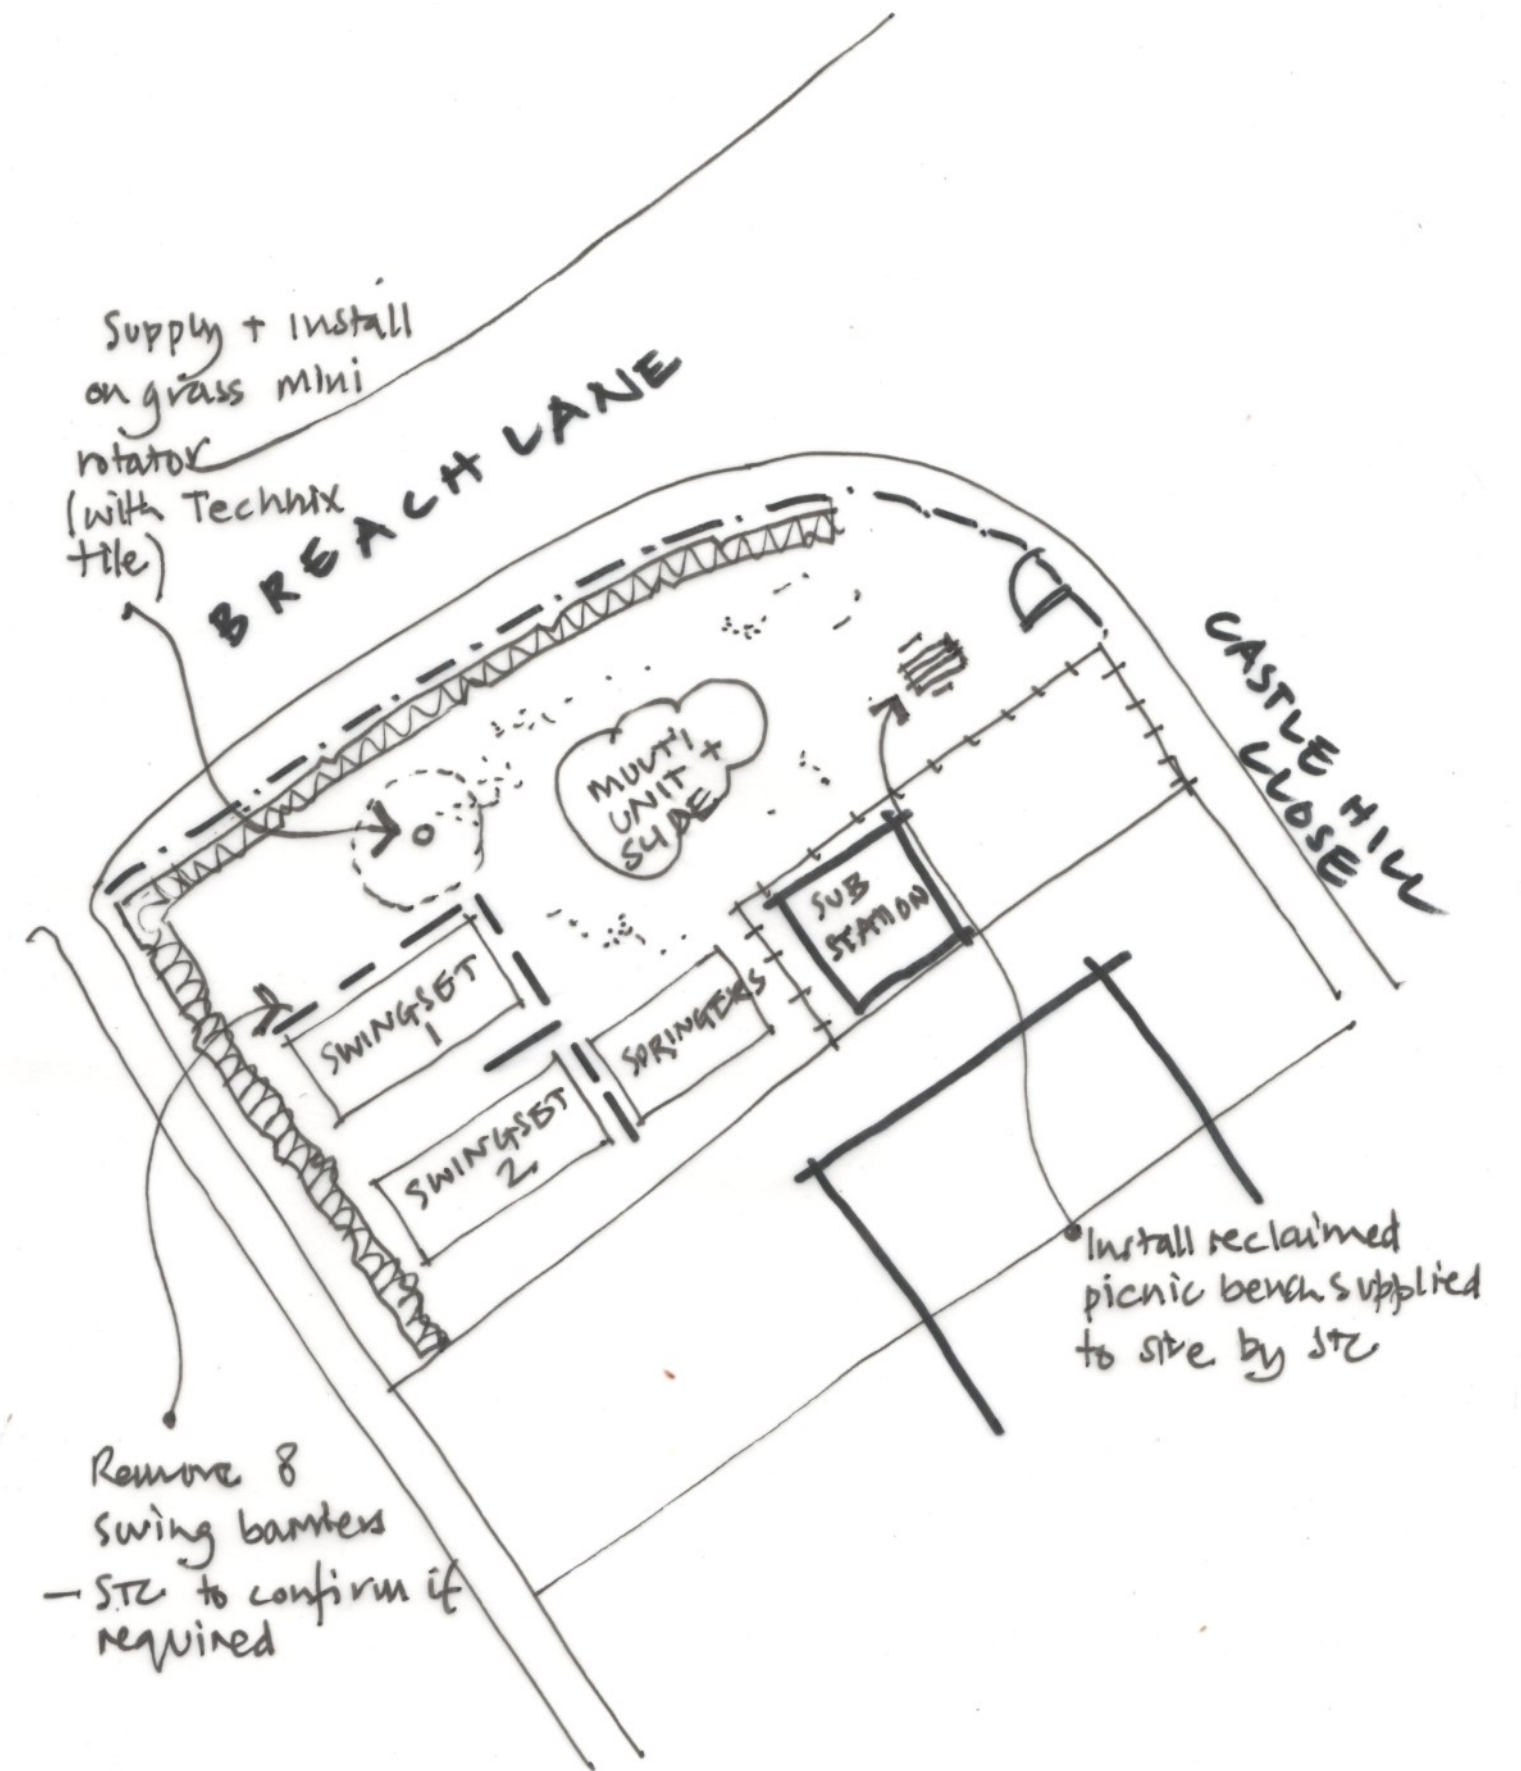 Supply + install
on grass mini
rotator
(with Technix
tile)
BREACH LANE
CASTLE HILL
CLOSE
MULTI
UNIT +
SLIDE
SUB
STATION
SWINGSET
1
SPRINGERS
SWINGSET
2
Install reclaimed
picnic bench supplied
to site by STC
Remove 8
swing barriers
- STC to confirm if
required